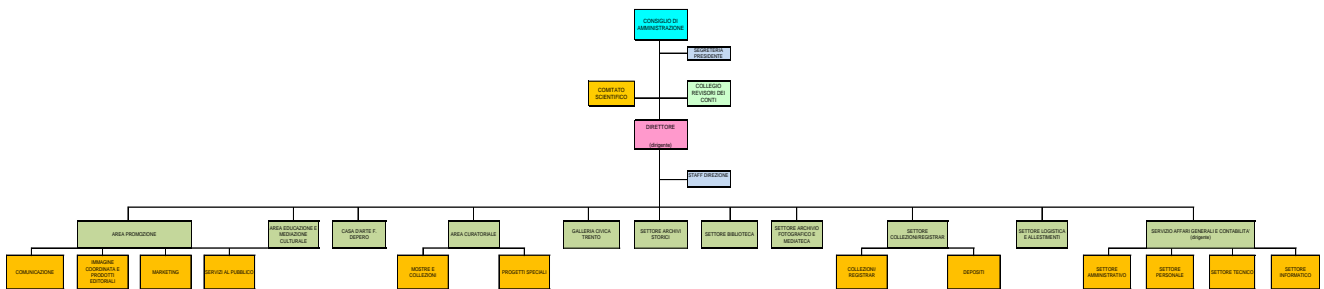 CONSIGLIO DI
AMMINISTRAZIONE
SEGRETERIA
PRESIDENTE
COMITATO
SCIENTIFICO
COLLEGIO
REVISORI DEI
CONTI
DIRETTORE
(dirigente)
STAFF DIREZIONE
AREA PROMOZIONE
AREA EDUCAZIONE E
MEDIAZIONE
CULTURALE
CASA D'ARTE F.
DEPERO
AREA CURATORIALE
GALLERIA CIVICA
TRENTO
SETTORE ARCHIVI
STORICI
SETTORE BIBLIOTECA
SETTORE ARCHIVIO
FOTOGRAFICO E
MEDIATECA
SETTORE
COLLEZIONI/REGISTRAR
SETTORE LOGISTICA
E ALLESTIMENTI
SERVIZIO AFFARI GENERALI E CONTABILITA'
(dirigente)
COMUNICAZIONE
IMMAGINE
COORDINATA E
PRODOTTI
EDITORIALI
MARKETING
SERVIZI AL PUBBLICO
MOSTRE E
COLLEZIONI
PROGETTI SPECIALI
COLLEZIONI/
REGISTRAR
DEPOSITI
SETTORE
AMMINISTRATIVO
SETTORE
PERSONALE
SETTORE TECNICO
SETTORE
INFORMATICO